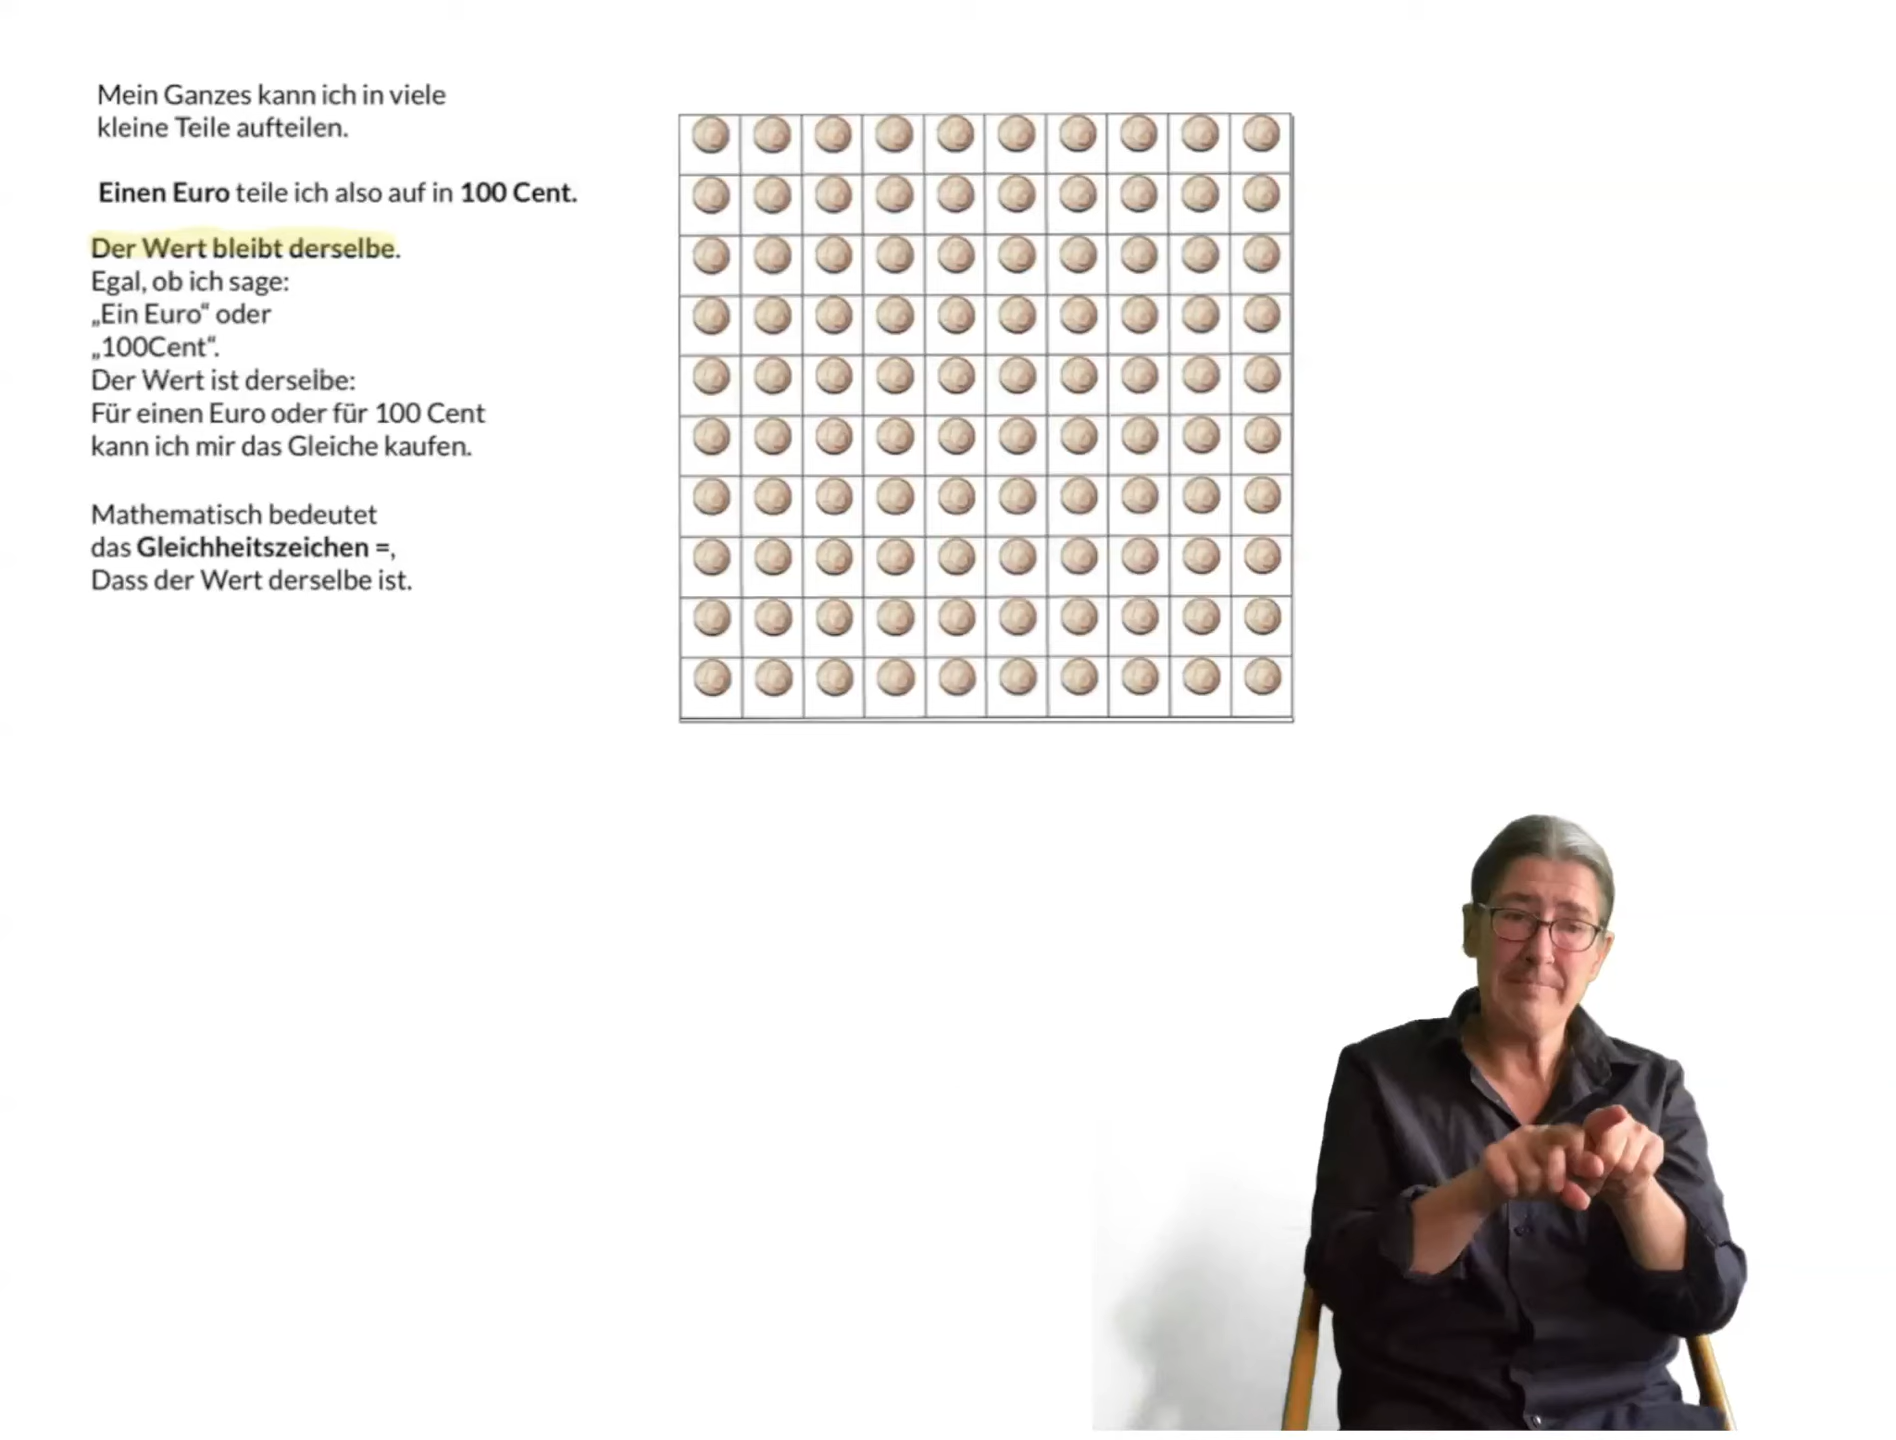 Mein Ganzes kann ich in viele
kleine Teile aufteilen.
Einen Euro teile ich also auf in 100 Cent.
Der Wert bleibt derselbe.
Egal, ob ich sage:
„Ein Euro“ oder
„100Cent“.
Der Wert ist derselbe:
Für einen Euro oder für 100 Cent
kann ich mir das Gleiche kaufen.
Mathematisch bedeutet
das Gleichheitszeichen =,
Dass der Wert derselbe ist.